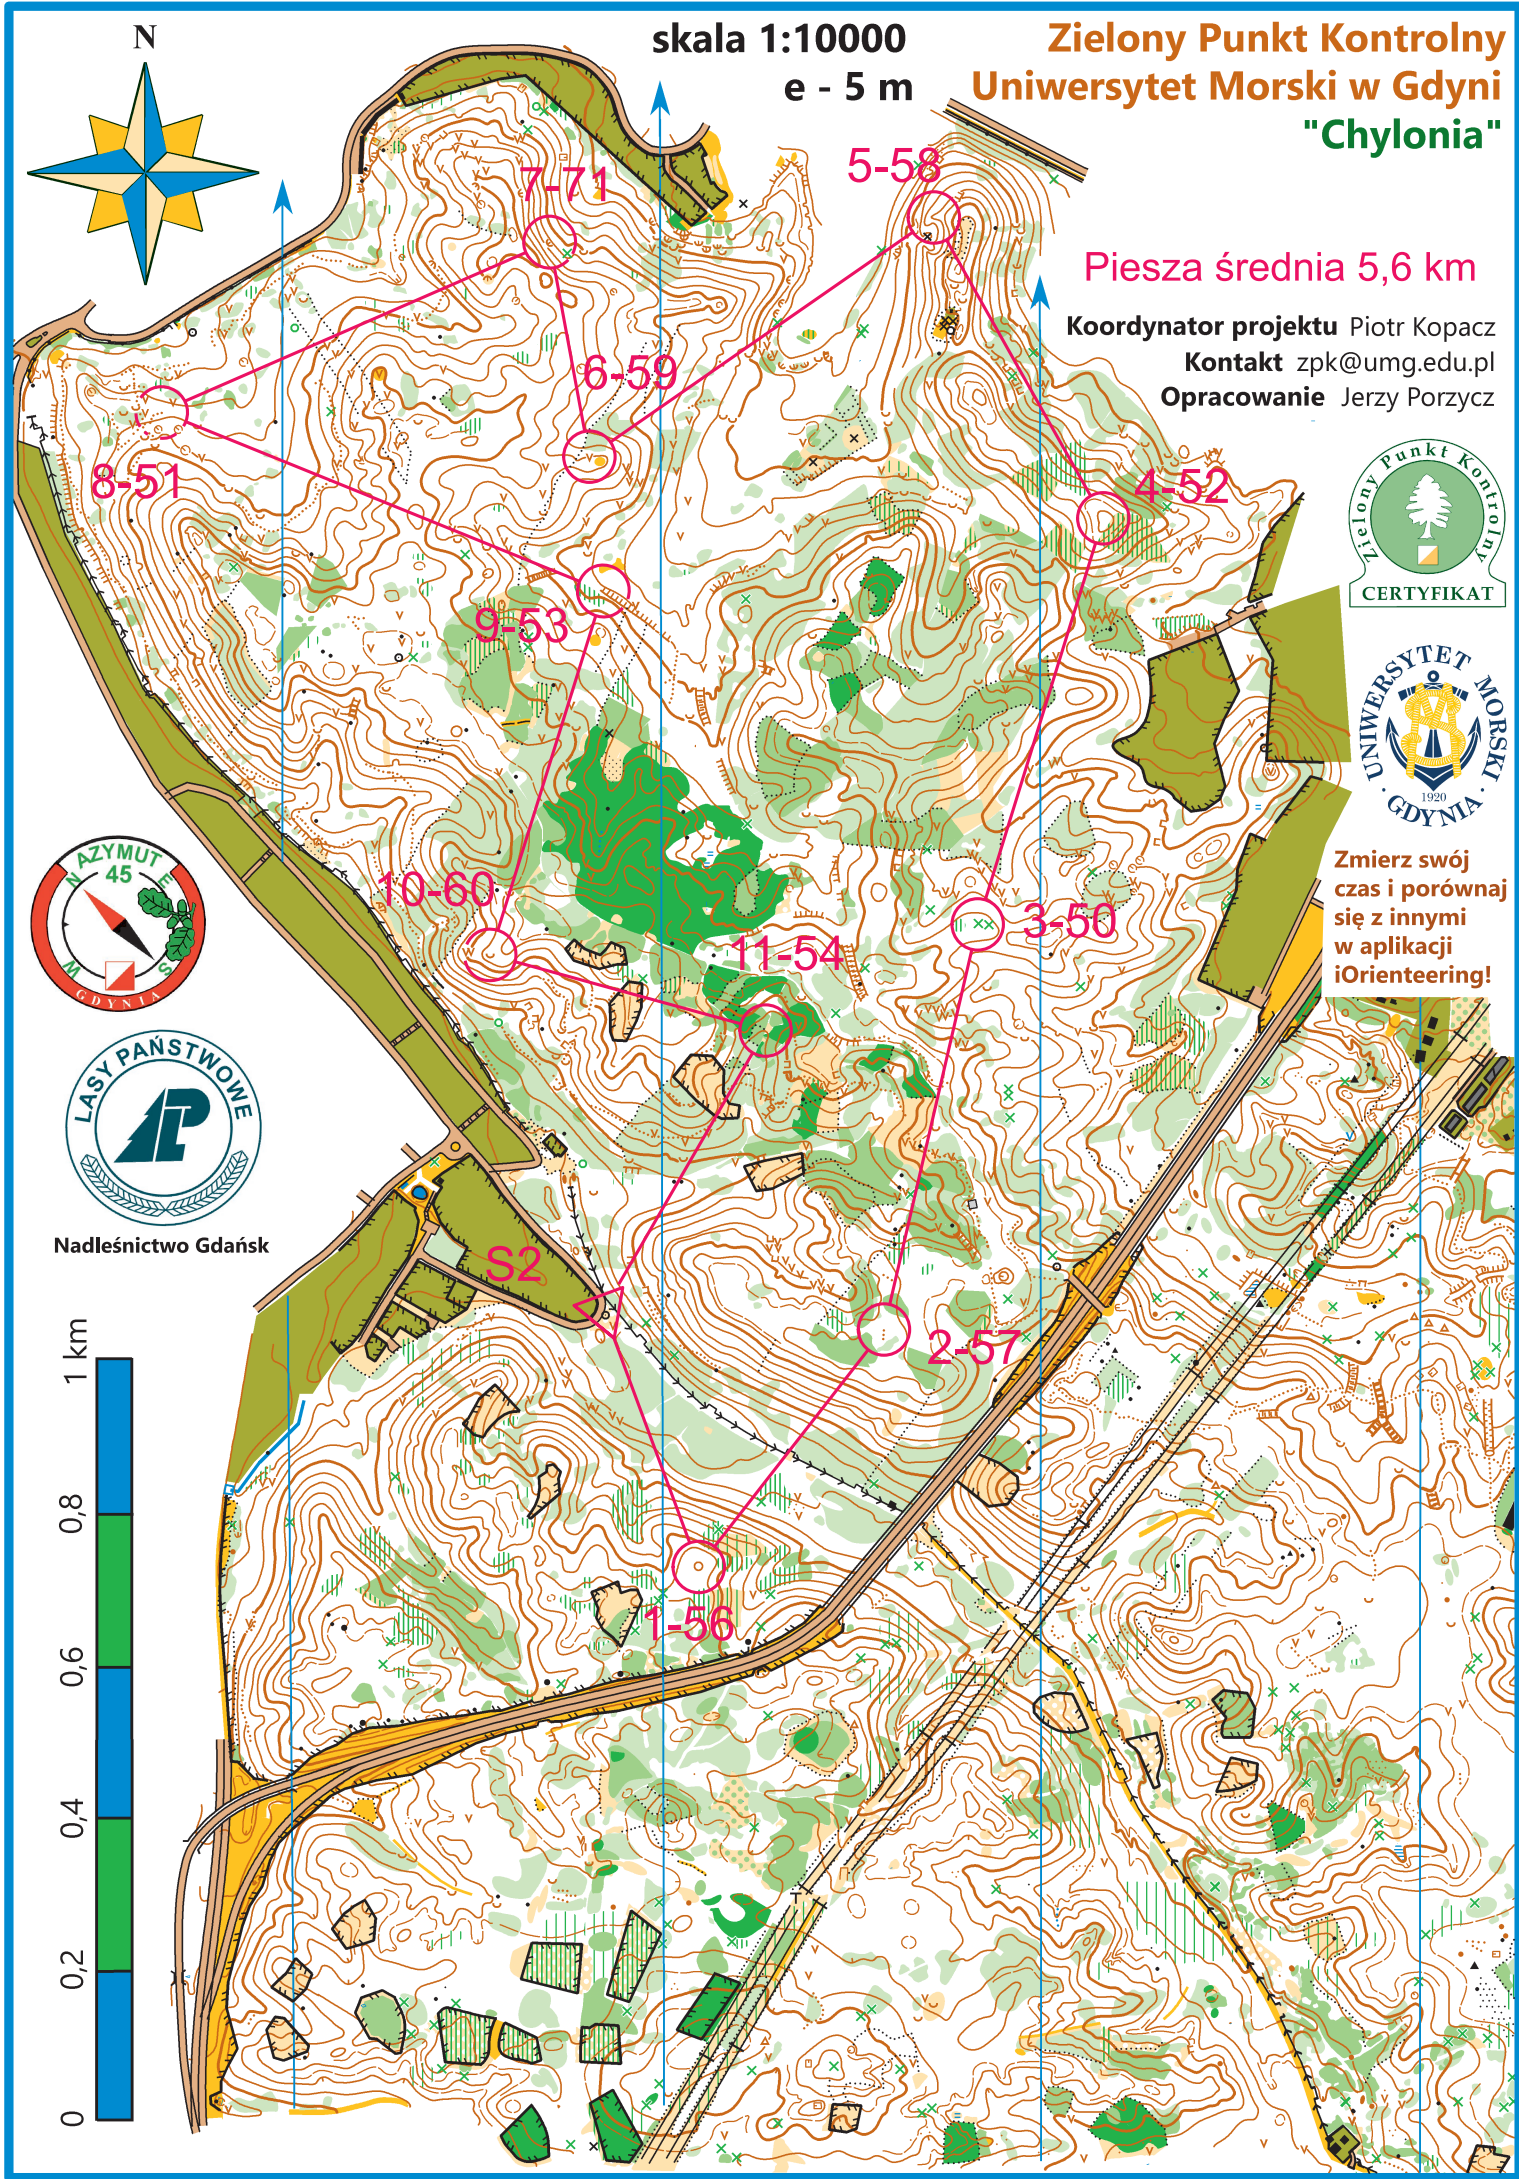 N
skala 1:10000
e - 5 m
Zielony Punkt Kontrolny
Uniwersytet Morski w Gdyni
"Chylonia"
Piesza średnia 5,6 km
Koordynator projektu Piotr Kopacz
Kontakt zpk@umg.edu.pl
Opracowanie Jerzy Porzycz
7-71
5-58
6-59
8-51
4-52
9-53
10-60
3-50
11-54
S2
2-57
1-56
Zielony Punkt Kontrolny
CERTYFIKAT
UNIWERSYTET MORSKI
· GDYNIA ·
1920
Zmierz swój
czas i porównaj
się z innymi
w aplikacji
iOrienteering!
AZYMUT
45
N
E
W
S
GDYNIA
LASY PAŃSTWOWE
LP
Nadleśnictwo Gdańsk
1 km
0,8
0,6
0,4
0,2
0